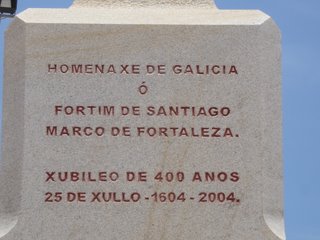 HOMENAXE DE GALICIA
Ó
FORTIM DE SANTIAGO
MARCO DE FORTALEZA.
XUBILEO DE 400 ANOS
25 DE XULLO - 1604 - 2004.